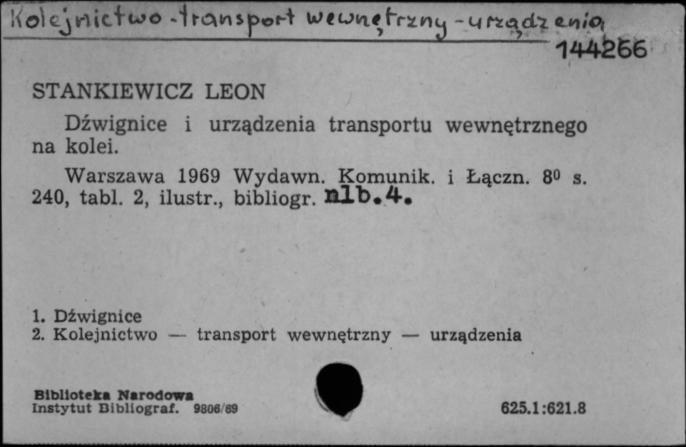 Kolejnictwo - transport wewnętrzny - urządzenia
144266
STANKIEWICZ LEON
Dźwignice i urządzenia transportu wewnętrznego
na kolei.
Warszawa 1969 Wydawn. Komunik. i Łączn. 8⁰ s.
240, tabl. 2, ilustr., bibliogr. nlb.4.
1. Dźwignice
2. Kolejnictwo — transport wewnętrzny — urządzenia
Biblioteka Narodowa
Instytut Bibliograf. 9806/69
625.1:621.8